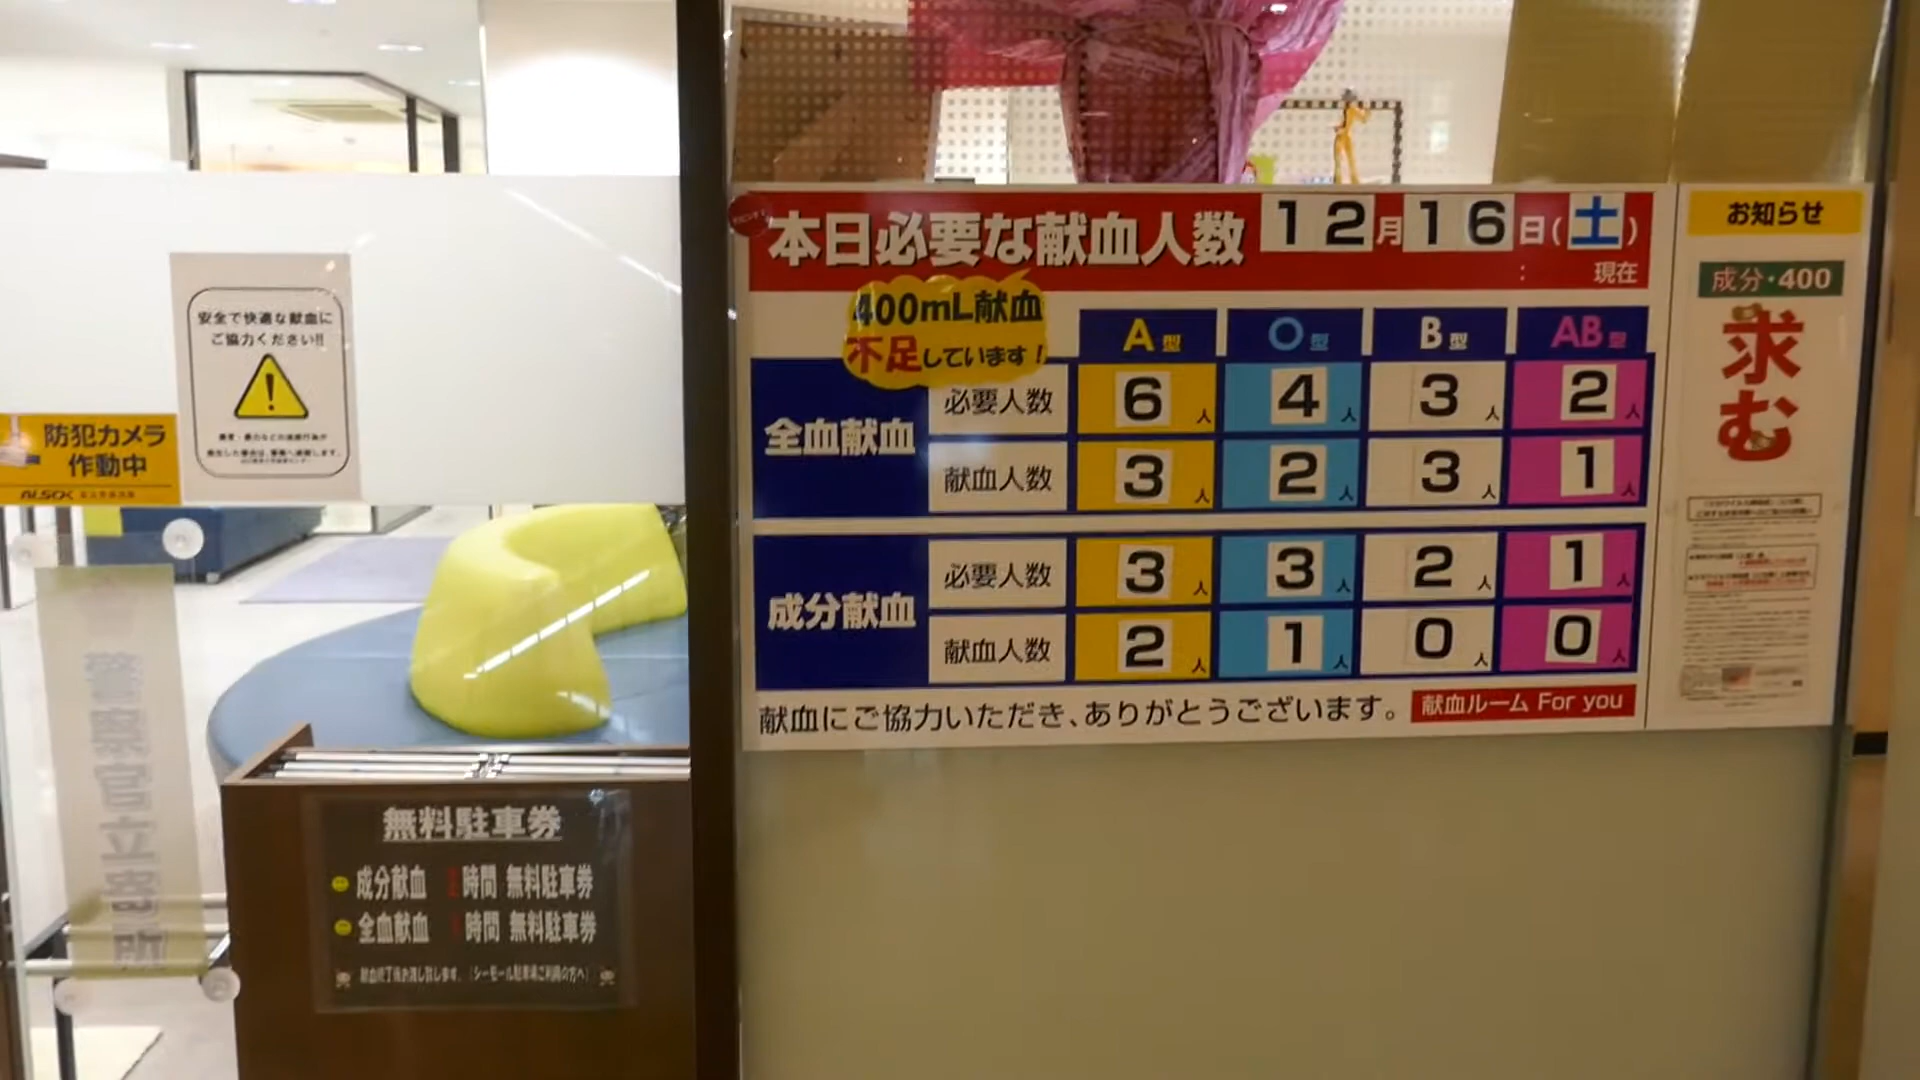 安全で快適な献血に
ご協力ください!!
防犯カメラ
作動中
ALSOK
警察官立寄所
無料駐車券
成分献血 時間 無料駐車券
全血献血 時間 無料駐車券
本日必要な献血人数 12月16日(土)
: 現在
400mL献血
不足しています!
A型 O型 B型 AB型
全血献血
必要人数 6人 4人 3人 2人
献血人数 3人 2人 3人 1人
成分献血
必要人数 3人 3人 2人 1人
献血人数 2人 1人 0人 0人
献血にご協力いただき、ありがとうございます。 献血ルーム For you
お知らせ
成分・400
求む